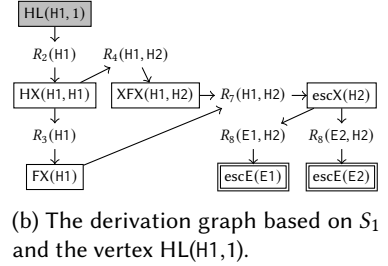 HL(H1,1)
R2(H1) R4(H1,H2)
HX(H1,H1) XFX(H1,H2) R7(H1,H2) escX(H2)
R3(H1) R8(E1,H2) R8(E2,H2)
FX(H1) escE(E1) escE(E2)
(b) The derivation graph based on S1
and the vertex HL(H1,1).